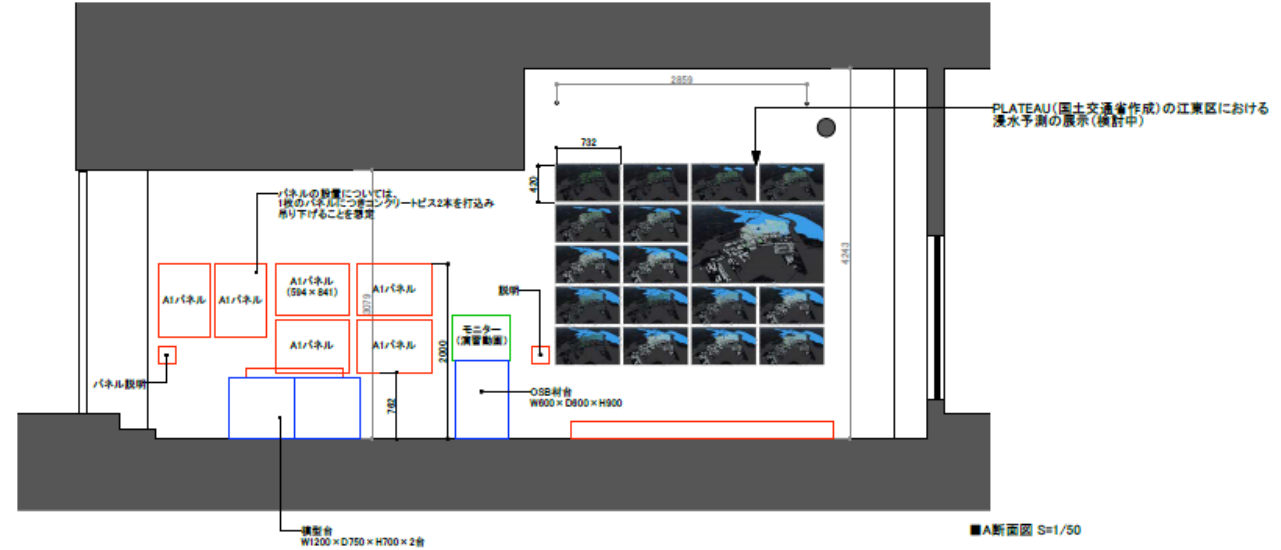 2859
PLATEAU(国土交通省作成)の江東区における
浸水予測の展示(検討中)
732
420
パネルの設置については、
1枚のパネルにつきコンクリートビス2本を打込み
吊り下げることを想定
4243
A1パネル
A1パネル
A1パネル
(594×841)
A1パネル
3079
説明
モニター
(演習動画)
A1パネル
A1パネル
2000
パネル説明
762
OSB材台
W600×D600×H900
模型台
W1200×D750×H700×2台
■A断面図 S=1/50